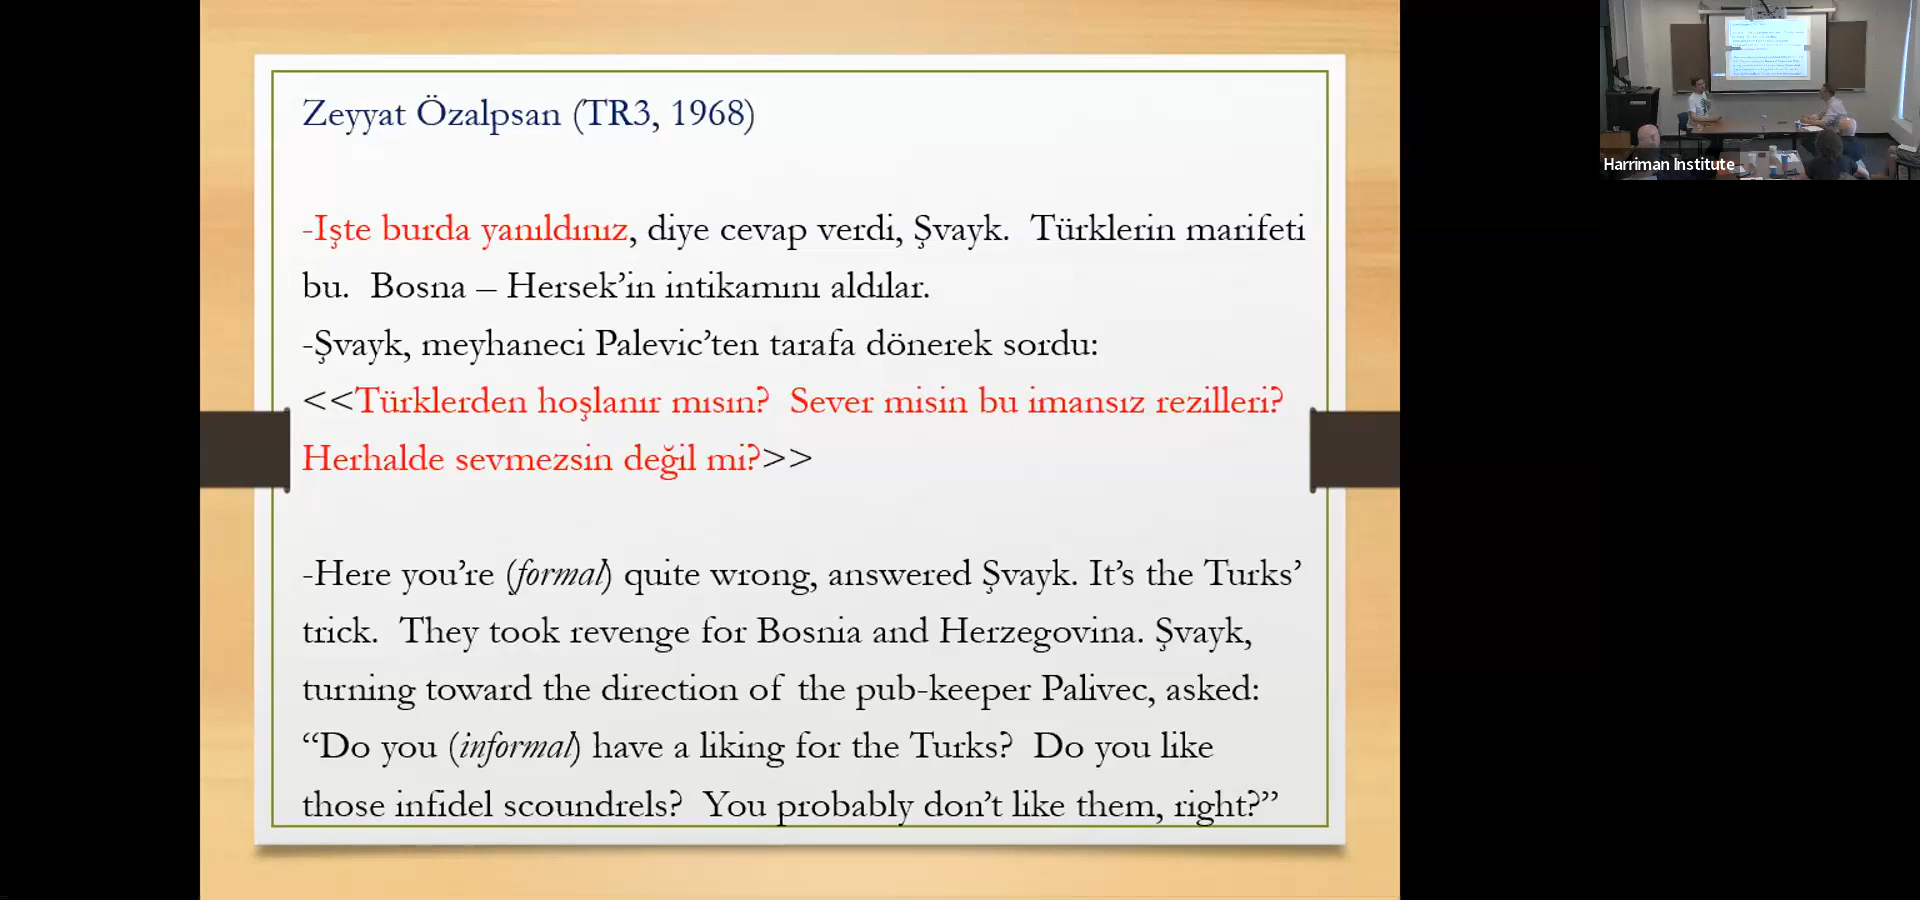 Zeyyat Özalpsan (TR3, 1968)
-Işte burda yanıldınız, diye cevap verdi, Şvayk.  Türklerin marifeti
bu.  Bosna – Hersek’in intikamını aldılar.
-Şvayk, meyhaneci Palevic’ten tarafa dönerek sordu:
<<Türklerden hoşlanır mısın?  Sever misin bu imansız rezilleri?
Herhalde sevmezsin değil mi?>>
-Here you’re (formal) quite wrong, answered Şvayk. It’s the Turks’
trick.  They took revenge for Bosnia and Herzegovina. Şvayk,
turning toward the direction of the pub-keeper Palivec, asked:
“Do you (informal) have a liking for the Turks?  Do you like
those infidel scoundrels?  You probably don’t like them, right?”
Harriman Institute